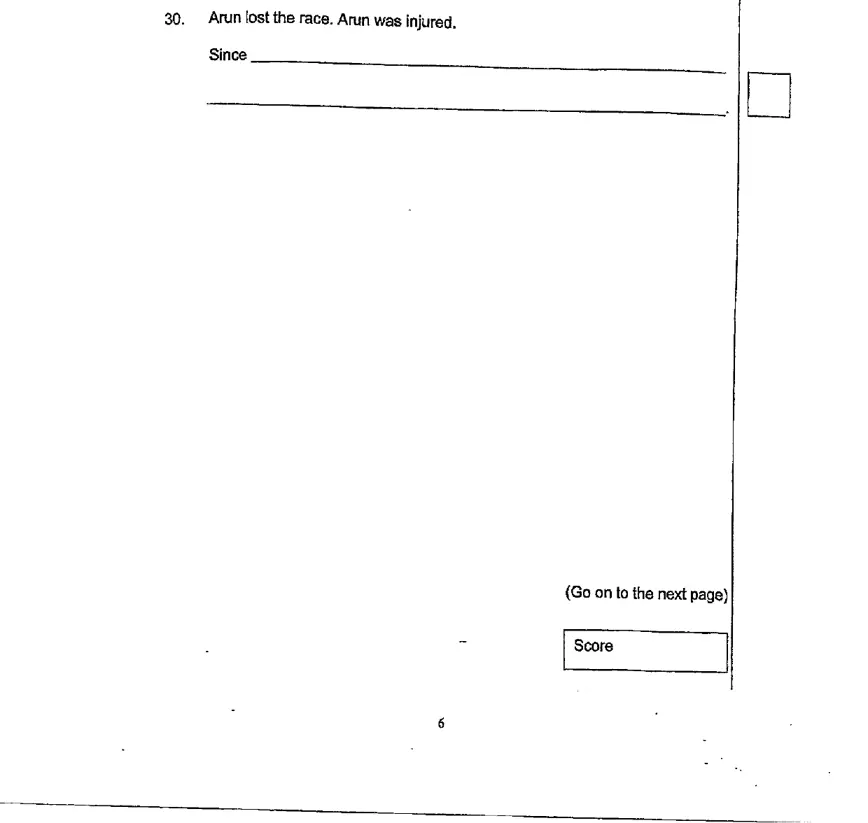 30. Arun lost the race. Arun was injured.
Since
.
(Go on to the next page)
Score
6